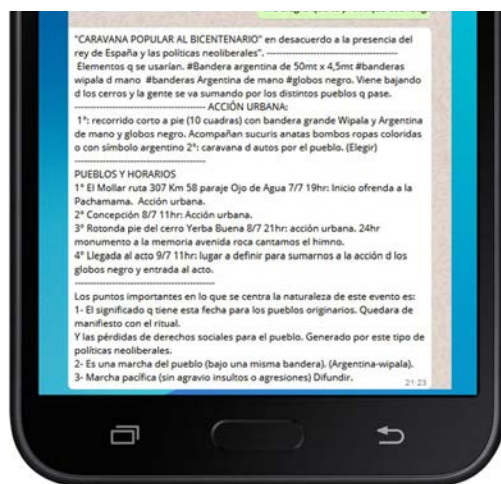 "CARAVANA POPULAR AL BICENTENARIO" en desacuerdo a la presencia del
rey de España y las políticas neoliberales". ----------------------------------------
Elementos q se usarían. #Bandera argentina de 50mt x 4,5mt #banderas
wipala d mano #banderas Argentina de mano #globos negro. Viene bajando
d los cerros y la gente se va sumando por los distintos pueblos q pase.
---------------------------------------- ACCIÓN URBANA:
1°: recorrido corto a pie (10 cuadras) con bandera grande Wipala y Argentina
de mano y globos negro. Acompañan sucuris anatas bombos ropas coloridas
o con símbolo argentino 2°: caravana d autos por el pueblo. (Elegir)
----------------------------------------
PUEBLOS Y HORARIOS
1° El Mollar ruta 307 Km 58 paraje Ojo de Agua 7/7 19hr: Inicio ofrenda a la
Pachamama. Acción urbana.
2° Concepción 8/7 11hr: Acción urbana.
3° Rotonda pie del cerro Yerba Buena 8/7 21hr: acción urbana. 24hr
monumento a la memoria avenida roca cantamos el himno.
4° Llegada al acto 9/7 11hr: lugar a definir para sumarnos a la acción d los
globos negro y entrada al acto.
----------------------------------------
Los puntos importantes en lo que se centra la naturaleza de este evento es:
1- El significado q tiene esta fecha para los pueblos originarios. Quedara de
manifiesto con el ritual.
Y las pérdidas de derechos sociales para el pueblo. Generado por este tipo de
políticas neoliberales.
2- Es una marcha del pueblo (bajo una misma bandera). (Argentina-wipala).
3- Marcha pacífica (sin agravio insultos o agresiones) Difundir.
21:23